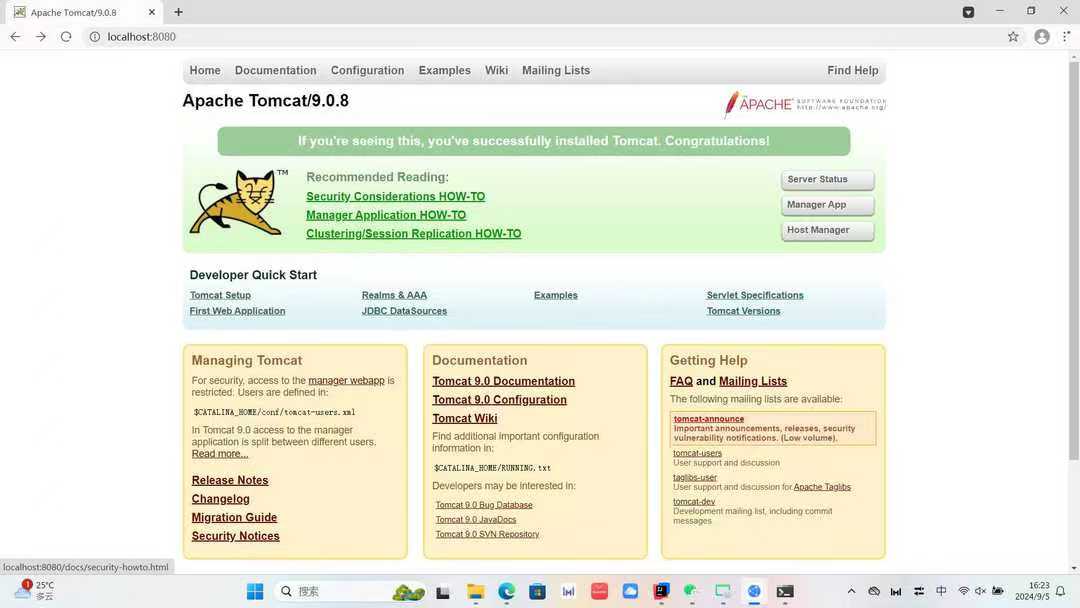 Apache Tomcat/9.0.8
localhost:8080
Home Documentation Configuration Examples Wiki Mailing Lists Find Help
Apache Tomcat/9.0.8
THE APACHE SOFTWARE FOUNDATION
http://www.apache.org/
If you're seeing this, you've successfully installed Tomcat. Congratulations!
TM
Recommended Reading:
Security Considerations HOW-TO
Manager Application HOW-TO
Clustering/Session Replication HOW-TO
Server Status
Manager App
Host Manager
Developer Quick Start
Tomcat Setup
First Web Application
Realms & AAA
JDBC DataSources
Examples
Servlet Specifications
Tomcat Versions
Managing Tomcat
For security, access to the manager webapp is
restricted. Users are defined in:
$CATALINA_HOME/conf/tomcat-users.xml
In Tomcat 9.0 access to the manager
application is split between different users.
Read more...
Release Notes
Changelog
Migration Guide
Security Notices
Documentation
Tomcat 9.0 Documentation
Tomcat 9.0 Configuration
Tomcat Wiki
Find additional important configuration
information in:
$CATALINA_HOME/RUNNING.txt
Developers may be interested in:
Tomcat 9.0 Bug Database
Tomcat 9.0 JavaDocs
Tomcat 9.0 SVN Repository
Getting Help
FAQ and Mailing Lists
The following mailing lists are available:
tomcat-announce
Important announcements, releases, security
vulnerability notifications. (Low volume).
tomcat-users
User support and discussion
taglibs-user
User support and discussion for Apache Taglibs
tomcat-dev
Development mailing list, including commit
messages
localhost:8080/docs/security-howto.html
1
25°C
多云
搜索
中
16:23
2024/9/5